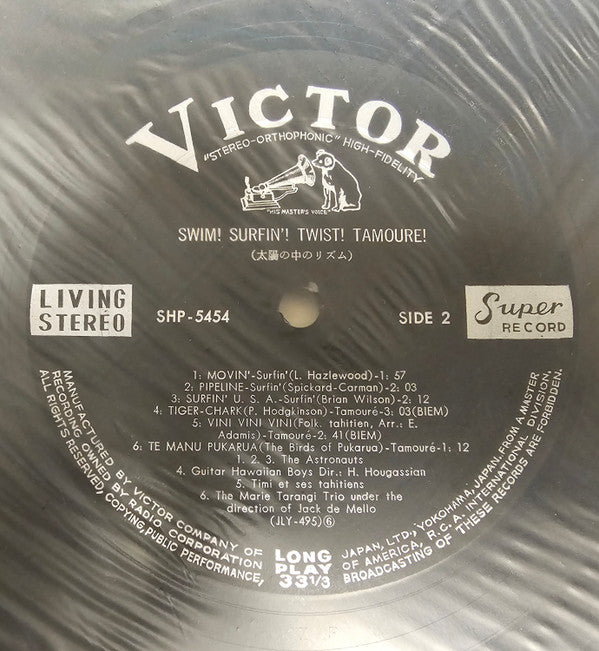 VICTOR
"STEREO-ORTHOPHONIC" HIGH-FIDELITY
"HIS MASTER'S VOICE"
SWIM! SURFIN'! TWIST! TAMOURE!
(太陽の中のリズム)
LIVING
STEREO
SHP-5454
SIDE 2
Super
RECORD
1: MOVIN'-Surfin'(L. Hazlewood)-1: 57
2: PIPELINE-Surfin'(Spickard-Carman)-2: 03
3: SURFIN' U. S. A.-Surfin'(Brian Wilson)-2: 12
4: TIGER-CHARK(P. Hodgkinson)-Tamouré-3: 03(BIEM)
5: VINI VINI VINI(Folk. tahitien, Arr.: E.
Adamis)-Tamouré-2: 41(BIEM)
6: TE MANU PUKARUA(The Birds of Pukarua)-Tamouré-1: 12
1. 2. 3. The Astronauts
4. Guitar Hawaiian Boys Dir.: H. Hougassian
5. Timi et ses tahitiens
6. The Marie Tarangi Trio under the
direction of Jack de Mello
(JLY-495)⑥
LONG
PLAY
33 1/3
MANUFACTURED BY VICTOR COMPANY OF JAPAN, LTD., YOKOHAMA, JAPAN, FROM A MASTER
RECORDING OWNED BY RADIO CORPORATION OF AMERICA, R.C.A. INTERNATIONAL DIVISION.
ALL RIGHTS RESERVED, COPYING, PUBLIC PERFORMANCE, BROADCASTING OF THESE RECORDS ARE FORBIDDEN.